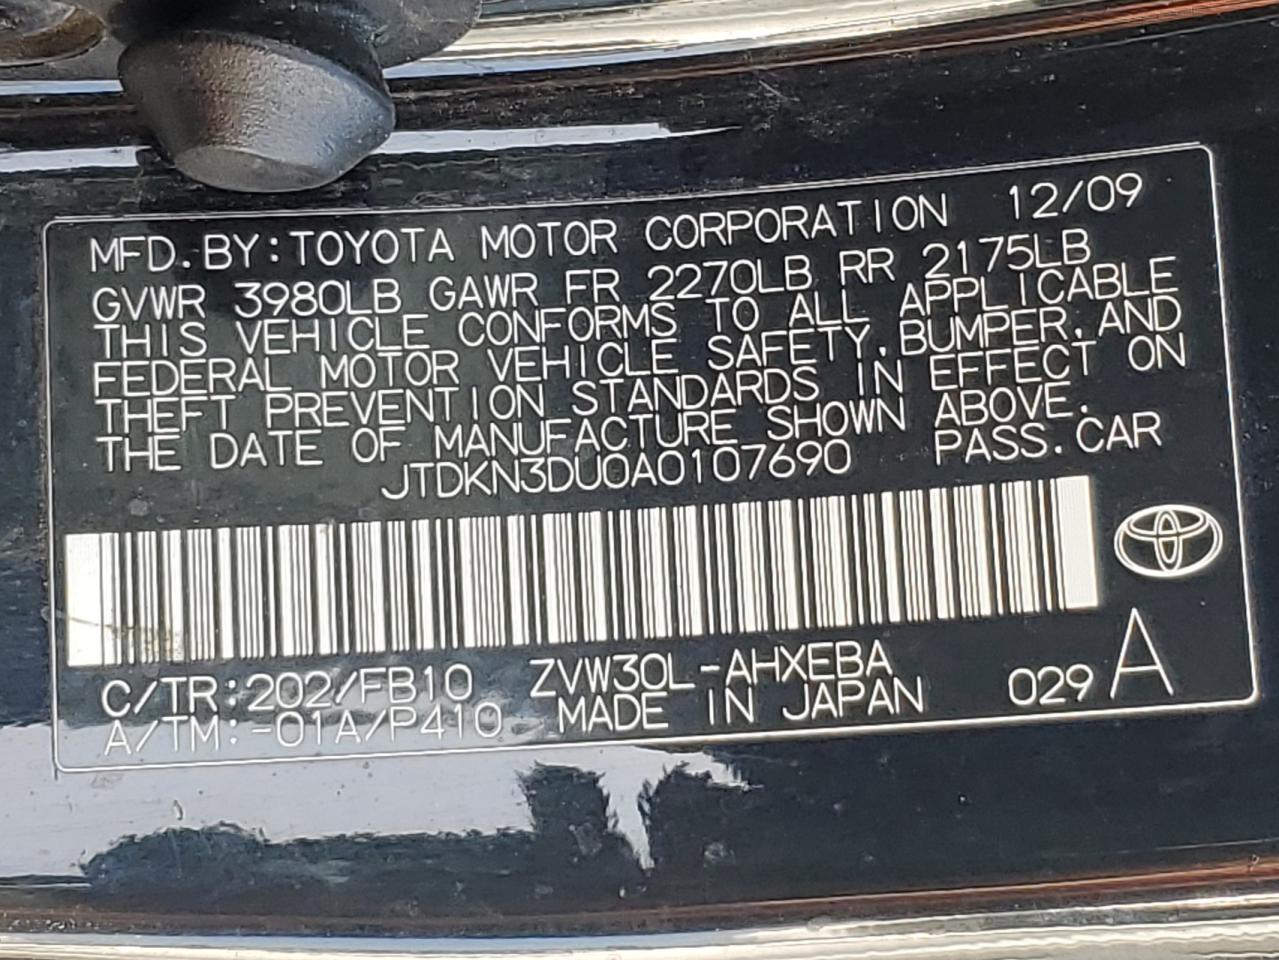 MFD. BY: TOYOTA MOTOR CORPORATION 12/09
GVWR 3980LB GAWR FR 2270LB RR 2175LB
THIS VEHICLE CONFORMS TO ALL APPLICABLE
FEDERAL MOTOR VEHICLE SAFETY, BUMPER, AND
THEFT PREVENTION STANDARDS IN EFFECT ON
THE DATE OF MANUFACTURE SHOWN ABOVE.
JTDKN3DU0A0107690 PASS. CAR
C/TR: 202/FB10 ZVW30L-AHXEBA
A/TM: -01A/P410 MADE IN JAPAN 029 A